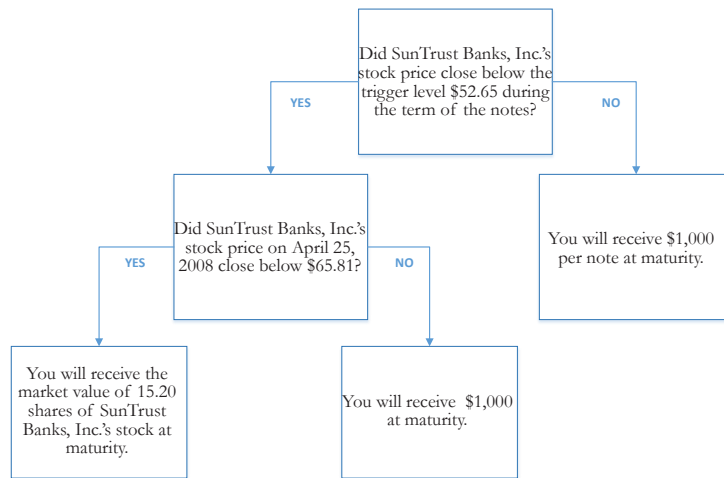 Did SunTrust Banks, Inc.'s
stock price close below the
trigger level $52.65 during
the term of the notes?
YES
NO
Did SunTrust Banks, Inc.'s
stock price on April 25,
2008 close below $65.81?
You will receive $1,000
per note at maturity.
YES
NO
You will receive the
market value of 15.20
shares of SunTrust
Banks, Inc.'s stock at
maturity.
You will receive $1,000
at maturity.